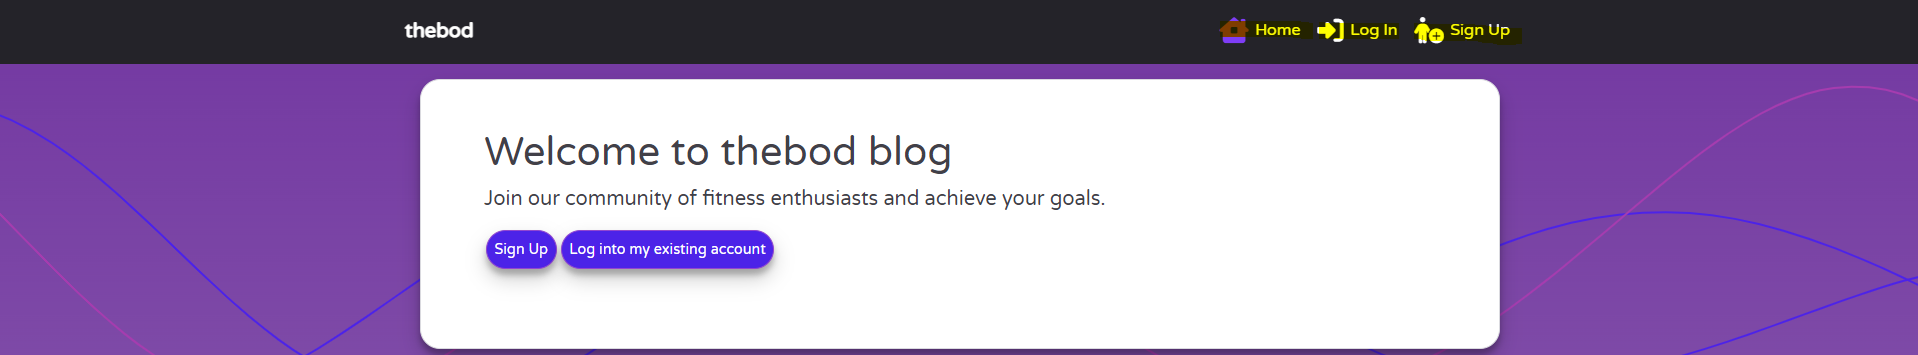 thebod Home Log In Sign Up
Welcome to thebod blog
Join our community of fitness enthusiasts and achieve your goals.
Sign Up Log into my existing account